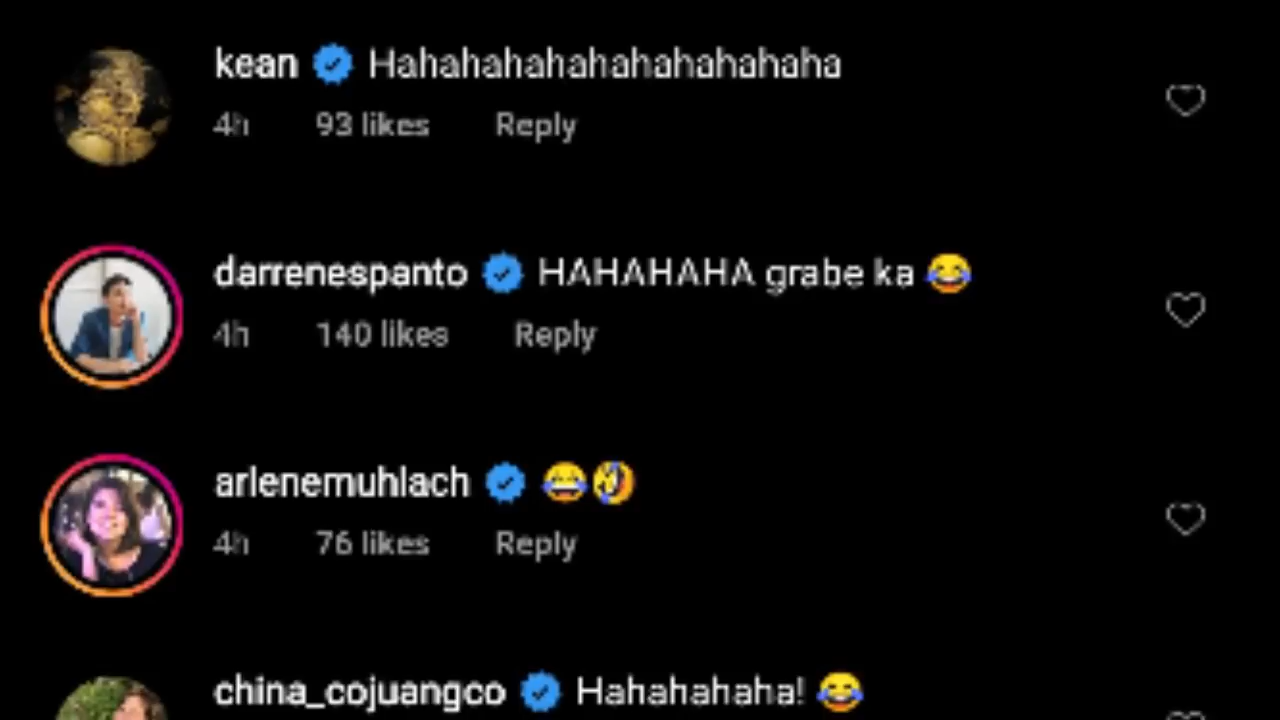 kean Hahahahahahahahahahaha
4h 93 likes Reply
darrenespanto HAHAHAHA grabe ka 😂
4h 140 likes Reply
arlenemuhlach 😂🤣
4h 76 likes Reply
china_cojuangco Hahahahaha! 😂